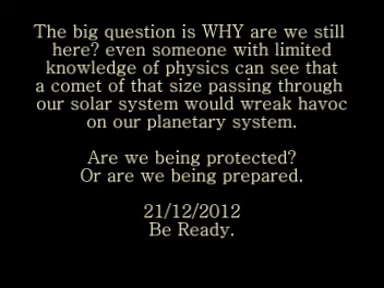 The big question is WHY are we still
here? even someone with limited
knowledge of physics can see that
a comet of that size passing through
our solar system would wreak havoc
on our planetary system.
Are we being protected?
Or are we being prepared.
21/12/2012
Be Ready.